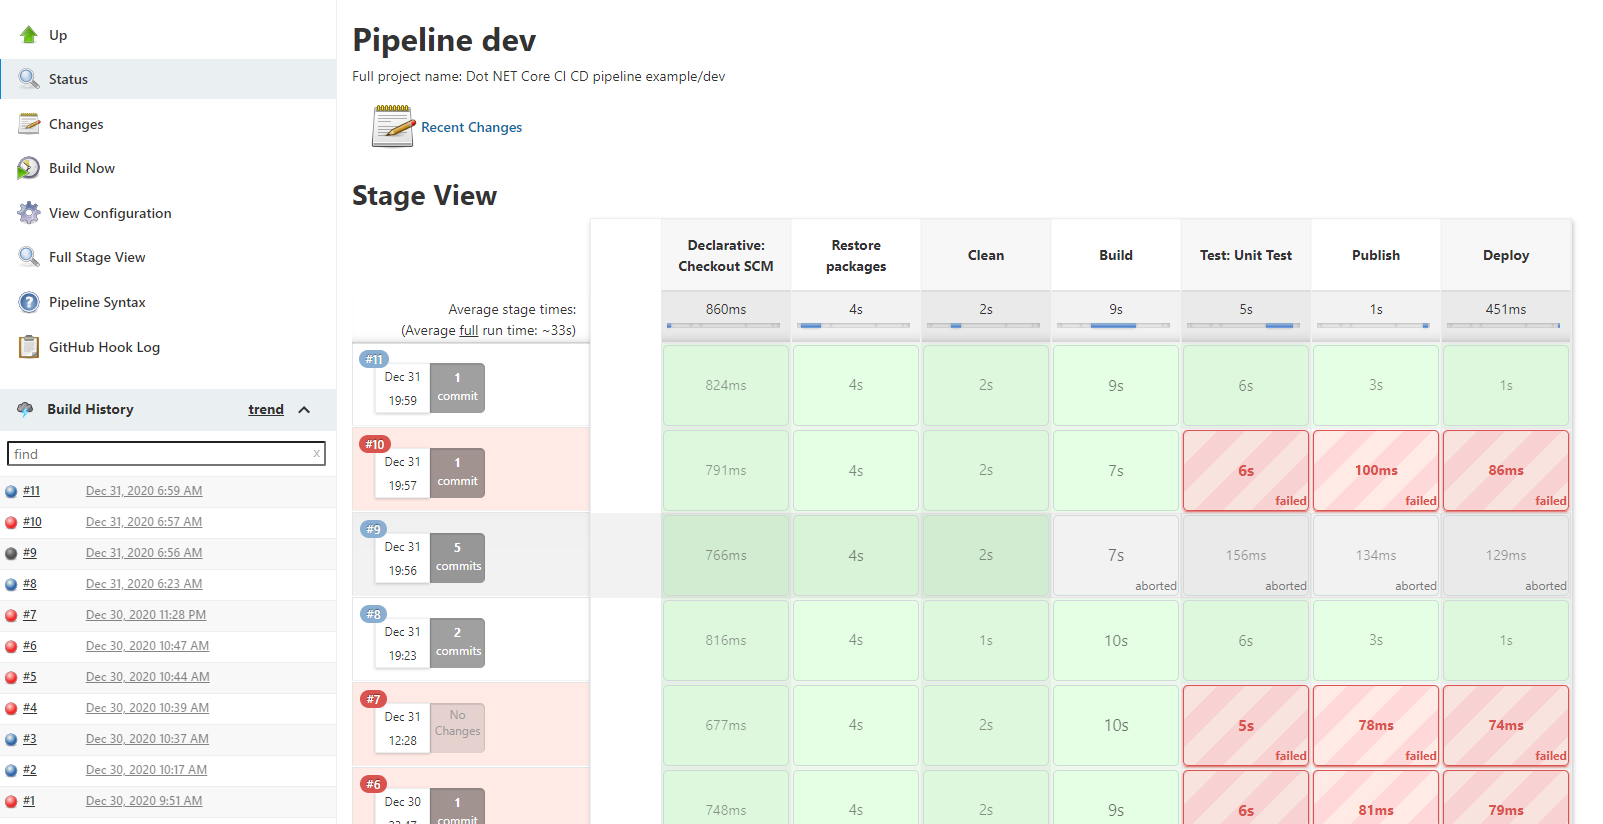 Up
Status
Changes
Build Now
View Configuration
Full Stage View
Pipeline Syntax
GitHub Hook Log
Build History trend
find x
#11 Dec 31, 2020 6:59 AM
#10 Dec 31, 2020 6:57 AM
#9 Dec 31, 2020 6:56 AM
#8 Dec 31, 2020 6:23 AM
#7 Dec 30, 2020 11:28 PM
#6 Dec 30, 2020 10:47 AM
#5 Dec 30, 2020 10:44 AM
#4 Dec 30, 2020 10:39 AM
#3 Dec 30, 2020 10:37 AM
#2 Dec 30, 2020 10:17 AM
#1 Dec 30, 2020 9:51 AM
Pipeline dev
Full project name: Dot NET Core CI CD pipeline example/dev
Recent Changes
Stage View
Declarative: Restore
Checkout SCM packages Clean Build Test: Unit Test Publish Deploy
Average stage times: 860ms 4s 2s 9s 5s 1s 451ms
(Average full run time: ~33s)
#11
Dec 31 1
19:59 commit
824ms 4s 2s 9s 6s 3s 1s
#10
Dec 31 1
19:57 commit
791ms 4s 2s 7s 6s 100ms 86ms
failed failed failed
#9
Dec 31 5
19:56 commits
766ms 4s 2s 7s 156ms 134ms 129ms
aborted aborted aborted aborted
#8
Dec 31 2
19:23 commits
816ms 4s 1s 10s 6s 3s 1s
#7
Dec 31 No
12:28 Changes
677ms 4s 2s 10s 5s 78ms 74ms
failed failed failed
#6
Dec 30 1
commit
748ms 4s 2s 9s 6s 81ms 79ms